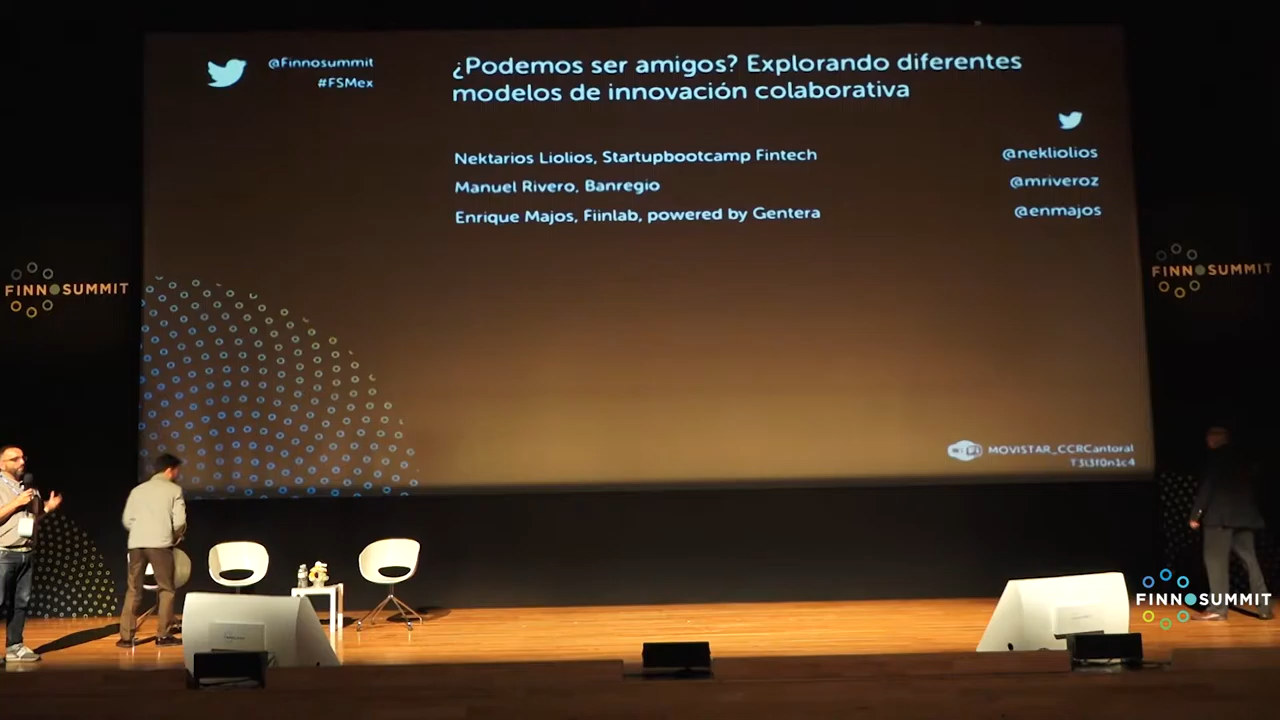 @Finnosummit
#FSMex
¿Podemos ser amigos? Explorando diferentes
modelos de innovación colaborativa
Nektarios Liolios, Startupbootcamp Fintech
@nekliolios
Manuel Rivero, Banregio
@mriveroz
Enrique Majos, Fiinlab, powered by Gentera
@enmajos
FINNOSUMMIT
FINNOSUMMIT
MOVISTAR_CCRCantoral
T3l3f0n1c4
FINNOSUMMIT